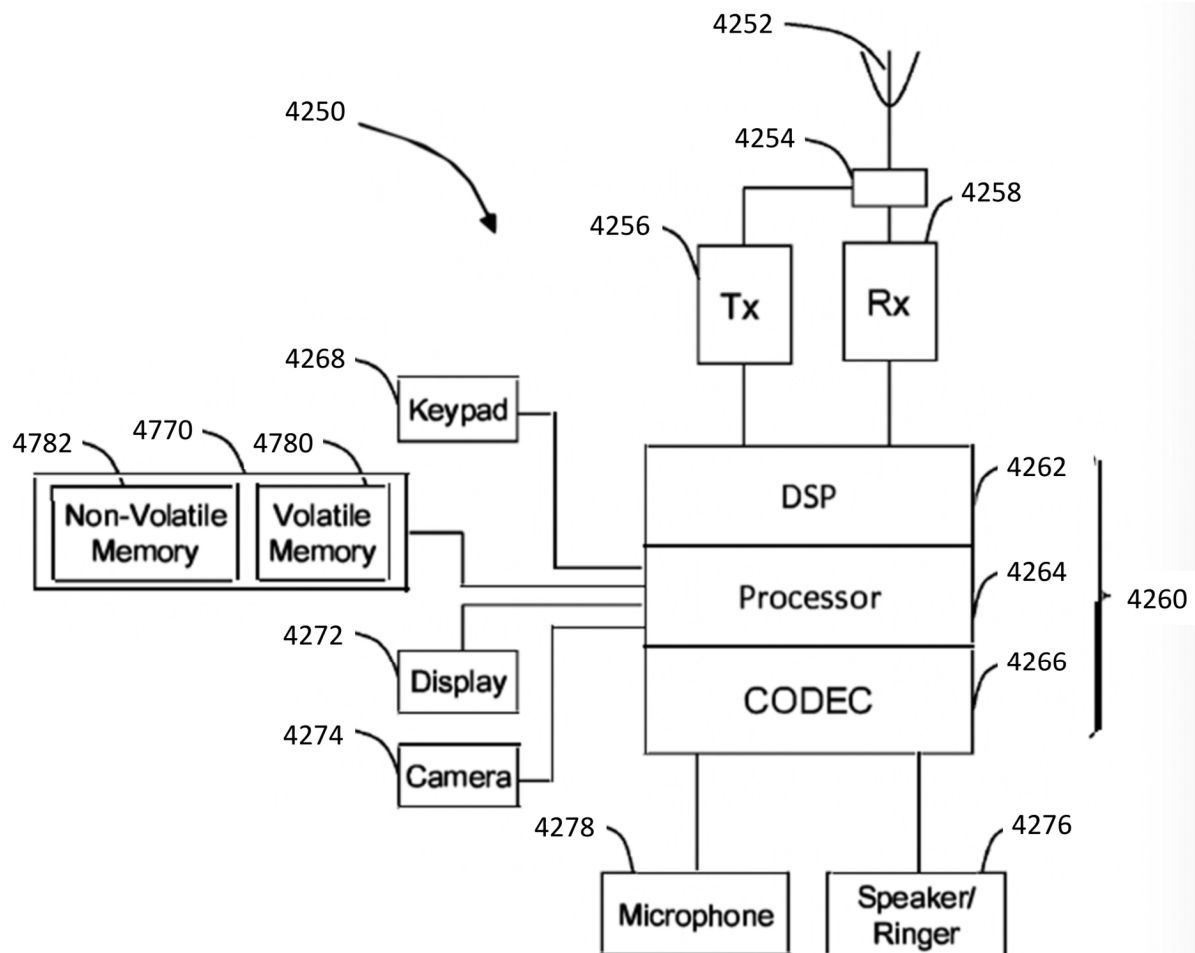 4252
4250
4254
4258
4256
Tx
Rx
4268
Keypad
4782
4770
4780
4262
Non-Volatile
Memory
Volatile
Memory
DSP
4264
Processor
4260
4272
Display
4266
CODEC
4274
Camera
4278
4276
Microphone
Speaker/
Ringer